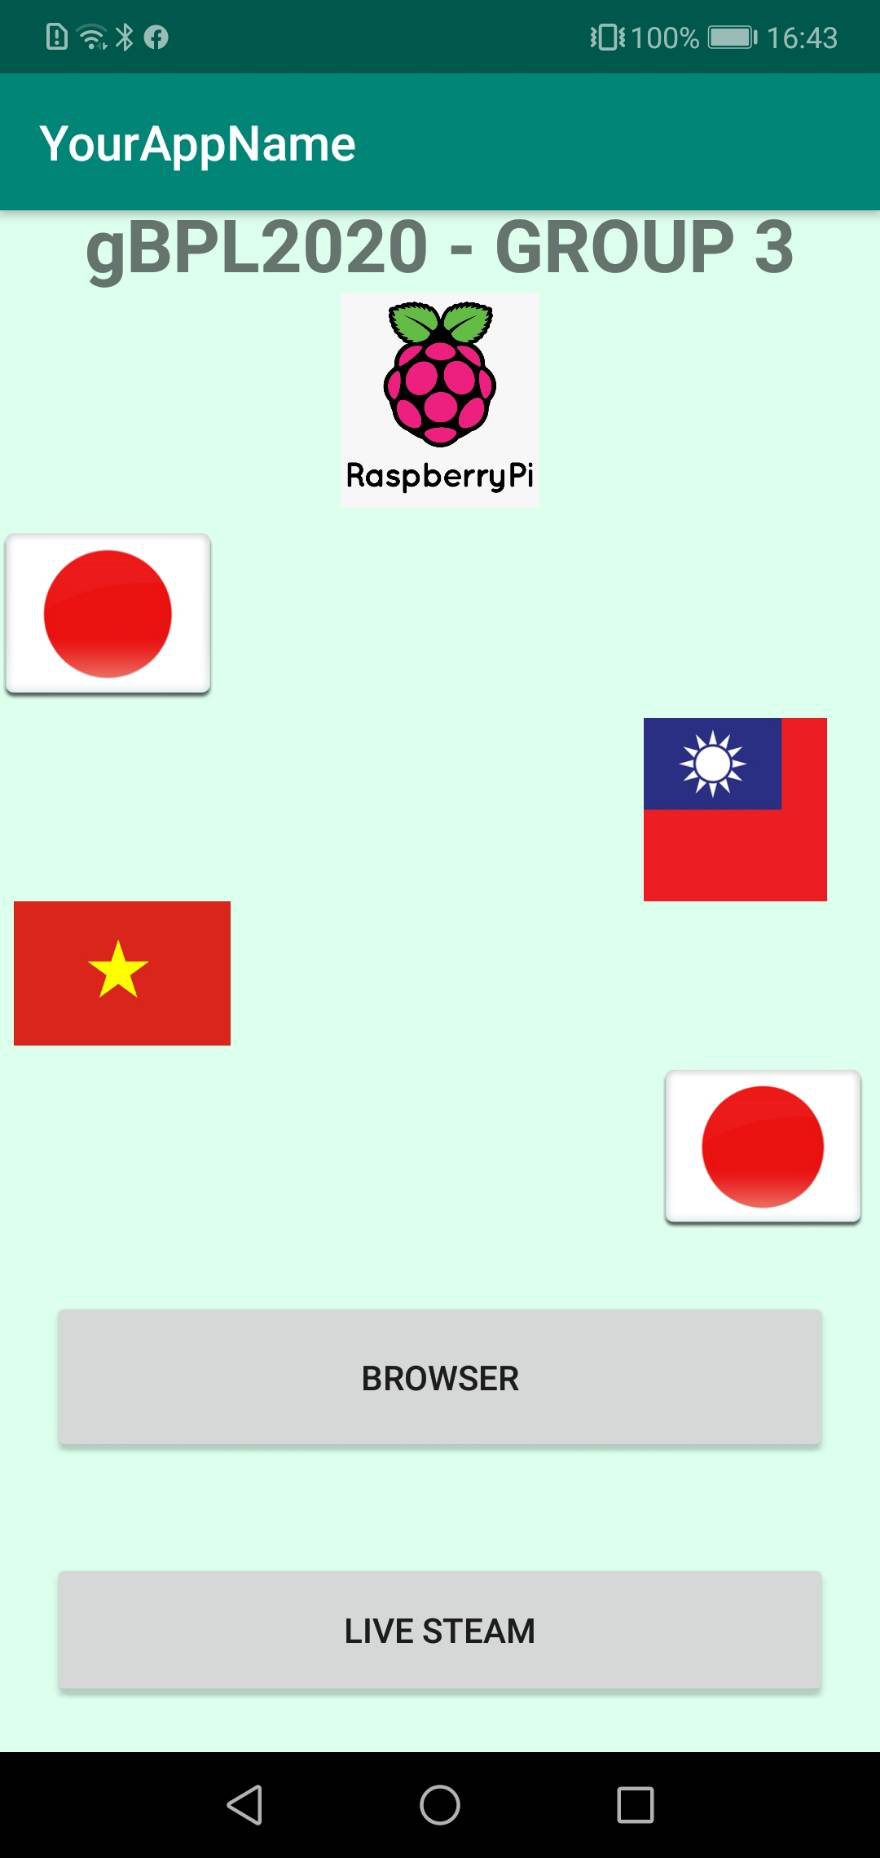 100% 16:43
YourAppName
gBPL2020 - GROUP 3
RaspberryPi
BROWSER
LIVE STEAM